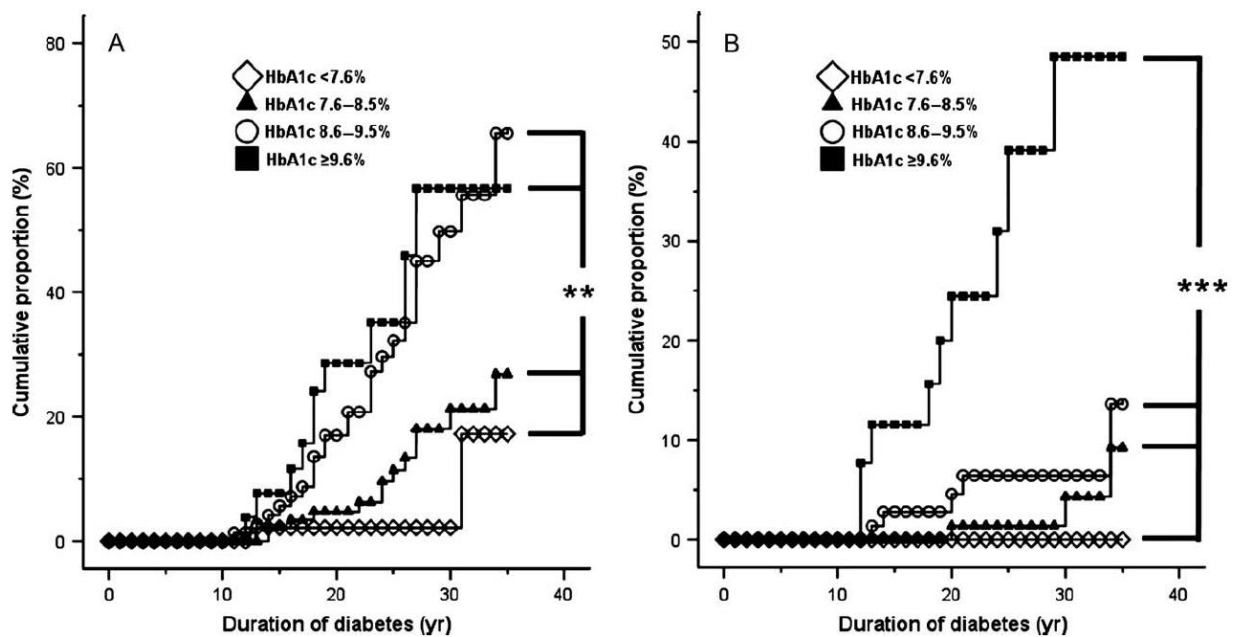 A
HbA1c <7.6%
HbA1c 7.6–8.5%
HbA1c 8.6–9.5%
HbA1c ≥9.6%
Cumulative proportion (%)
80
60
40
20
0
**
0 10 20 30 40
Duration of diabetes (yr)
B
HbA1c <7.6%
HbA1c 7.6–8.5%
HbA1c 8.6–9.5%
HbA1c ≥9.6%
Cumulative proportion (%)
50
40
30
20
10
0
***
0 10 20 30 40
Duration of diabetes (yr)